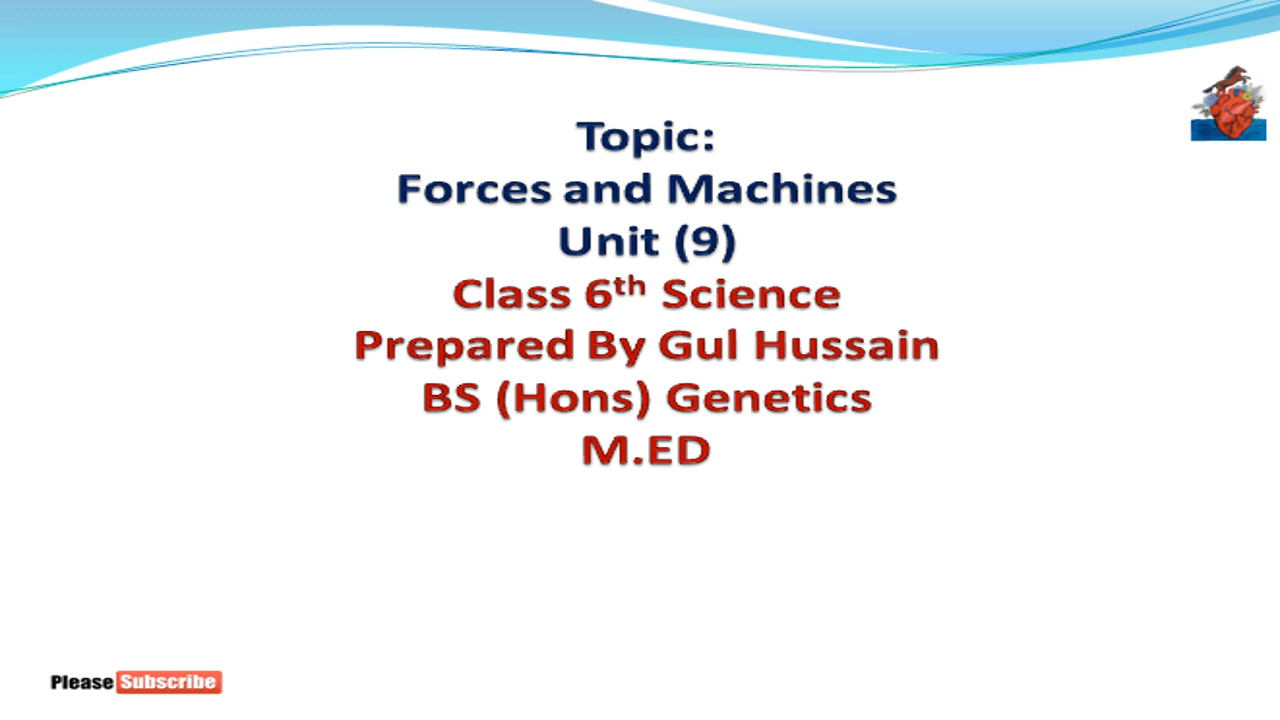 Topic:
Forces and Machines
Unit (9)
Class 6th Science
Prepared By Gul Hussain
BS (Hons) Genetics
M.ED
Please Subscribe